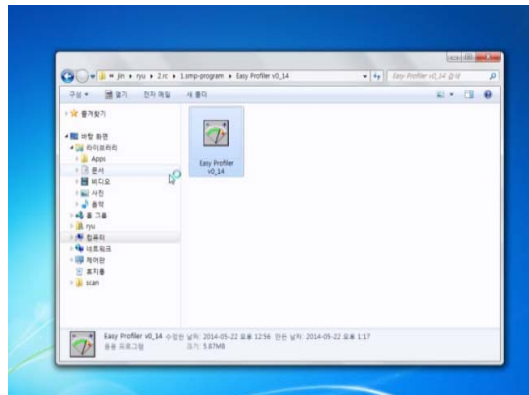 « jin ▸ ryu ▸ 2.rc ▸ 1.smp-program ▸ Easy Profiler v0_14
Easy Profiler v0_14 검색
구성 열기 전자 메일 새 폴더
즐겨찾기
바탕 화면
라이브러리
Apps
문서
비디오
사진
음악
홈 그룹
ryu
컴퓨터
네트워크
제어판
휴지통
scan
Easy Profiler
v0_14
Easy Profiler v0_14 수정한 날짜: 2014-05-22 오후 12:56 만든 날짜: 2014-05-22 오후 1:17
응용 프로그램 크기: 5.87MB